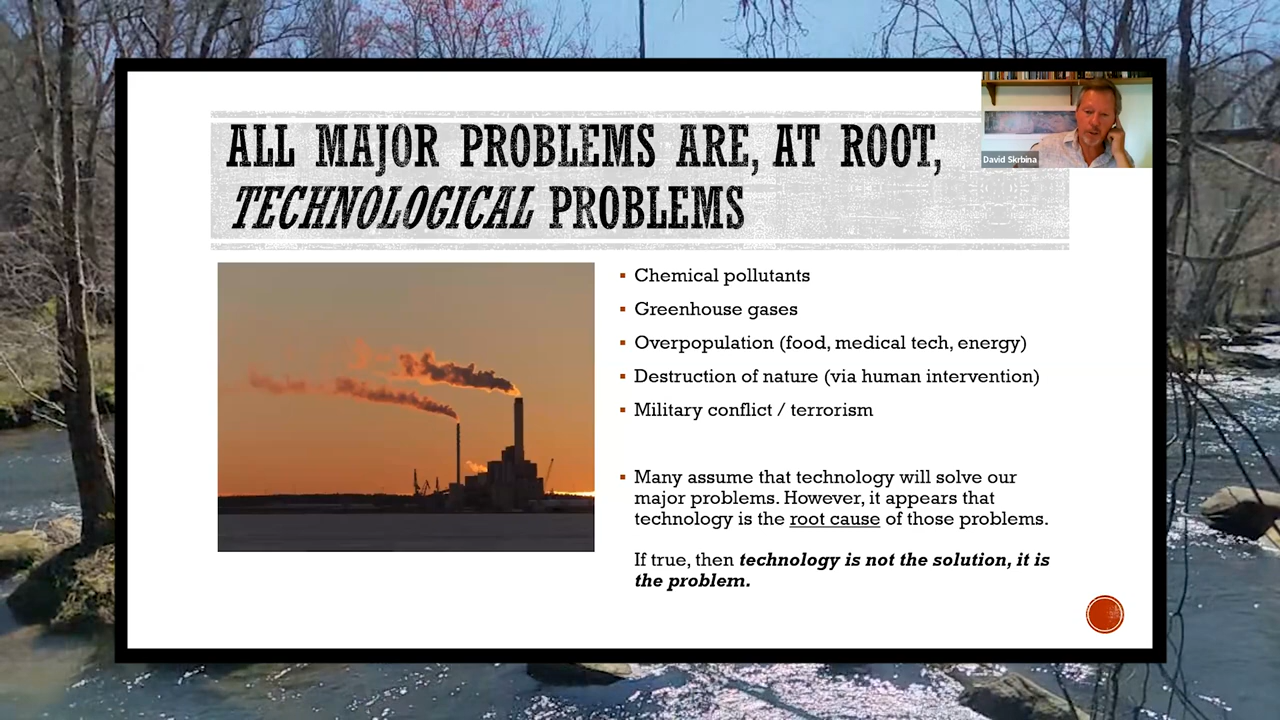 ALL MAJOR PROBLEMS ARE, AT ROOT,
TECHNOLOGICAL PROBLEMS
David Skrbina
Chemical pollutants
Greenhouse gases
Overpopulation (food, medical tech, energy)
Destruction of nature (via human intervention)
Military conflict / terrorism
Many assume that technology will solve our
major problems. However, it appears that
technology is the root cause of those problems.
If true, then technology is not the solution, it is
the problem.